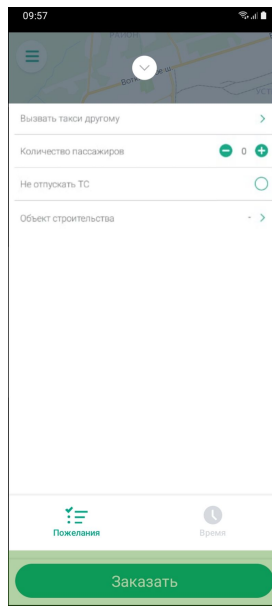 09:57
Вызвать такси другому
Количество пассажиров 0
Не отпускать ТС
Объект строительства -
Пожелания
Время
Заказать